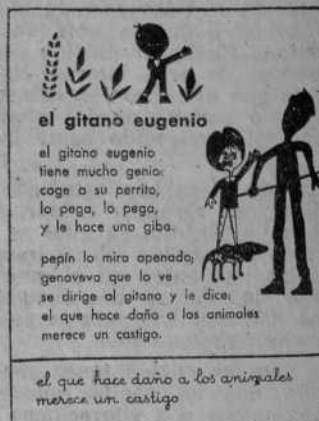 el gitano eugenio
el gitano eugenio
tiene mucho genio:
coge a su perrito,
lo pega, lo pega,
y le hace una giba.
pepín lo mira apenado;
genoveva que lo ve
se dirige al gitano y le dice:
el que hace daño a los animales
merece un castigo.
el que hace daño a los animales
merece un castigo